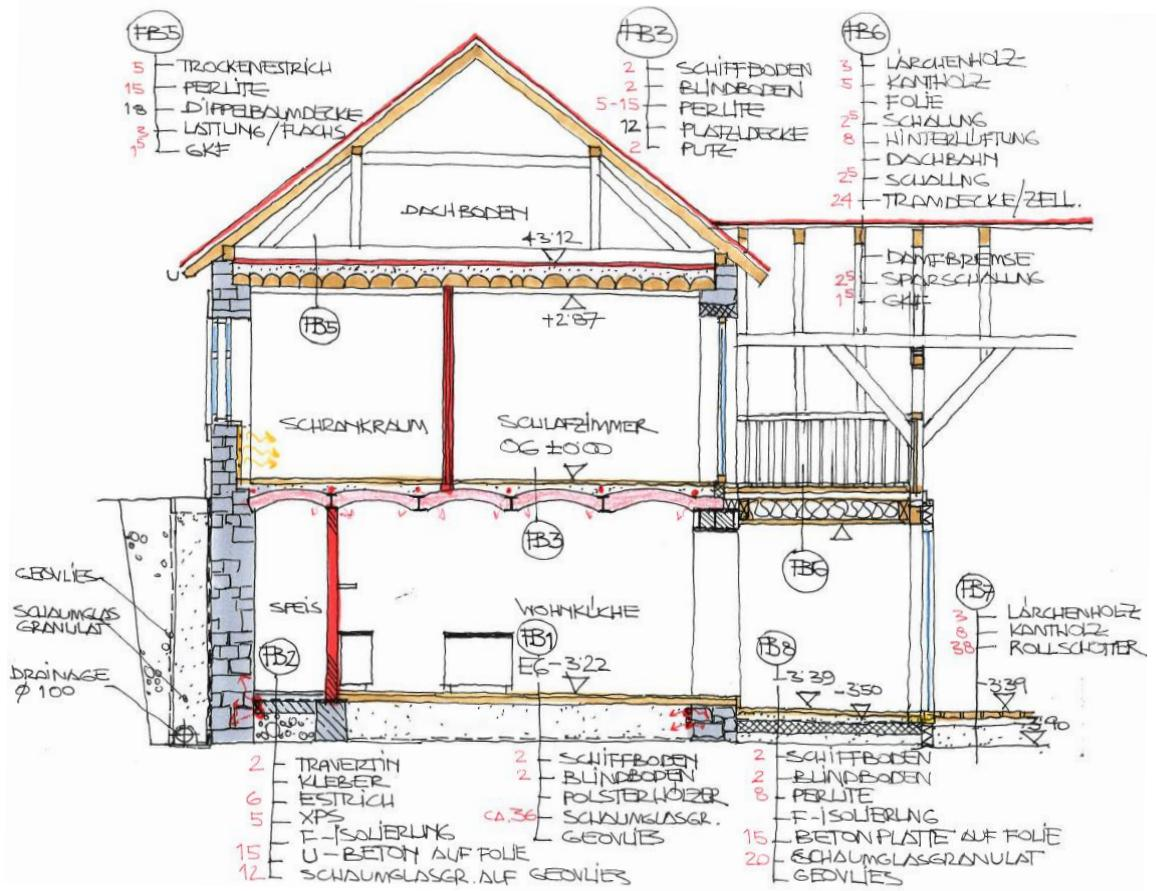 FB5
5 TROCKENESTRICH
15 PERLITE
18 DIPPELBAUMDECKE
3 LATTUNG/FLACHS
1⁵ GKF
FB3
2 SCHIFFBODEN
2 BLINDBODEN
5-15 PERLITE
12 PLATZLDECKE
2 PUTZ
FB6
3 LÄRCHENHOLZ
5 KANTHOLZ
FOLIE
2⁵ SCHALUNG
8 HINTERLÜFTUNG
DACHBAHN
2⁵ SCHALUNG
24 TRAMDECKE/ZELL.
DAMPFBREMSE
2⁵ SPARSCHALUNG
1⁵ GKF
DACHBODEN
+3'12
FB5
+2'87
SCHRANKRAUM
SCHLAFZIMMER
OG ±0'00
FB3
FB6
GEOVLIES
SCHAUMGLAS
GRANULAT
DRAINAGE
Ø 100
SPEIS
WOHNKÜCHE
FB2
FB1
EG -3'22
FB8
-3'39
-3'50
FB7
3 LÄRCHENHOLZ
8 KANTHOLZ
38 ROLLSCHOTTER
-3'39
-3'90
2 TRAVERTIN
KLEBER
6 ESTRICH
5 XPS
F-ISOLIERUNG
15 U-BETON AUF FOLIE
12 SCHAUMGLASGR. AUF GEOVLIES
2 SCHIFFBODEN
2 BLINDBODEN
POLSTERHÖLZER
CA. 36 SCHAUMGLASGR.
GEOVLIES
2 SCHIFFBODEN
2 BLINDBODEN
8 PERLITE
F-ISOLIERUNG
15 BETONPLATTE AUF FOLIE
20 SCHAUMGLASGRANULAT
GEOVLIES